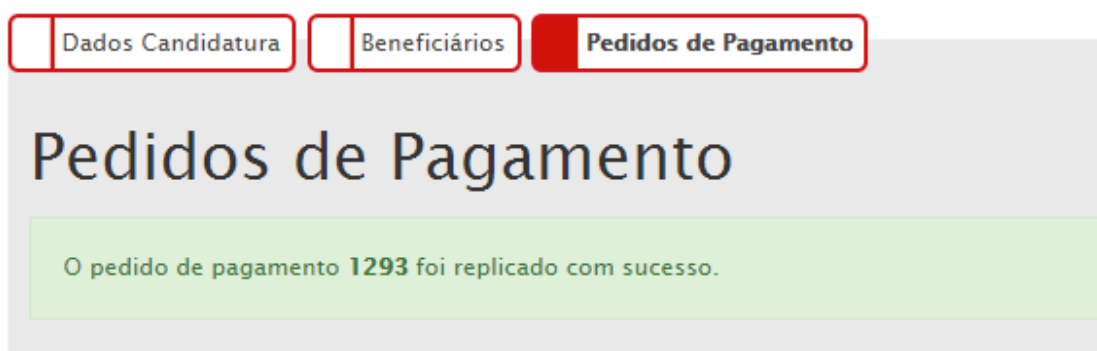 Dados Candidatura Beneficiários Pedidos de Pagamento
Pedidos de Pagamento
O pedido de pagamento 1293 foi replicado com sucesso.